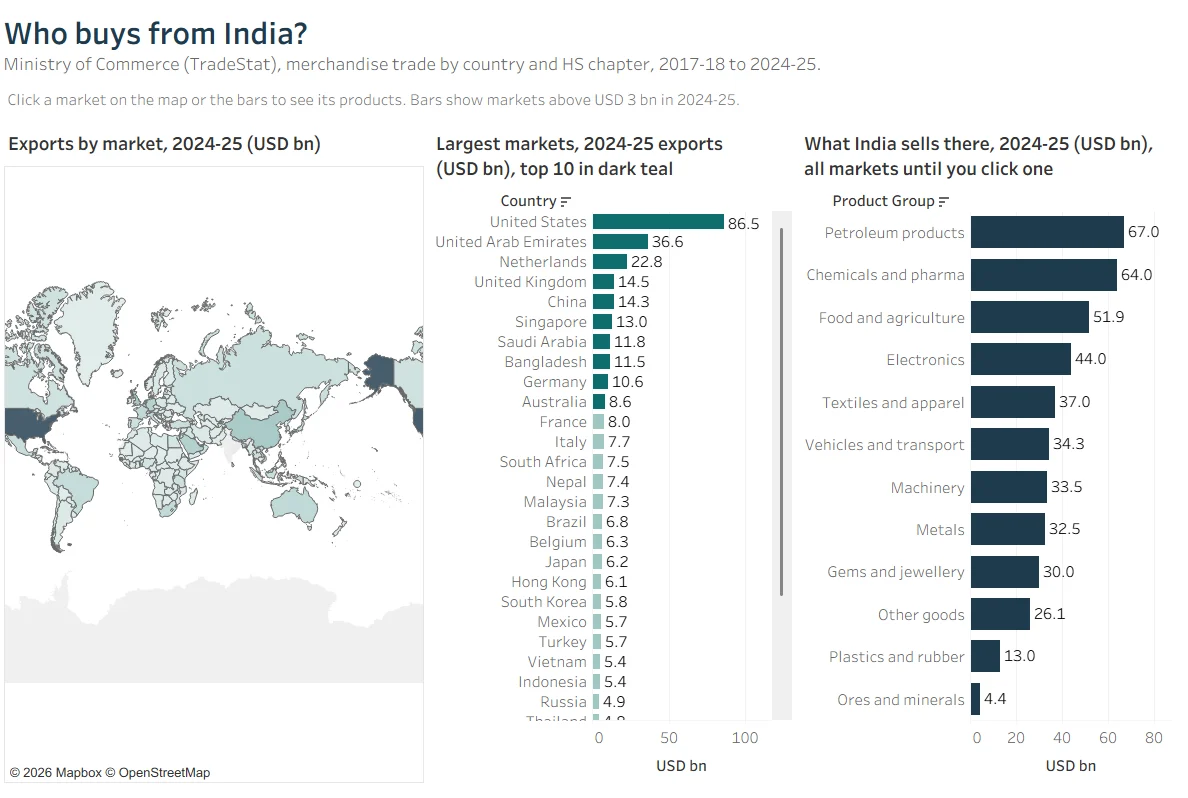 Who buys from India?
Ministry of Commerce (TradeStat), merchandise trade by country and HS chapter, 2017-18 to 2024-25.
Click a market on the map or the bars to see its products. Bars show markets above USD 3 bn in 2024-25.
Exports by market, 2024-25 (USD bn)
© 2026 Mapbox © OpenStreetMap
Largest markets, 2024-25 exports
(USD bn), top 10 in dark teal
Country
United States 86.5
United Arab Emirates 36.6
Netherlands 22.8
United Kingdom 14.5
China 14.3
Singapore 13.0
Saudi Arabia 11.8
Bangladesh 11.5
Germany 10.6
Australia 8.6
France 8.0
Italy 7.7
South Africa 7.5
Nepal 7.4
Malaysia 7.3
Brazil 6.8
Belgium 6.3
Japan 6.2
Hong Kong 6.1
South Korea 5.8
Mexico 5.7
Turkey 5.7
Vietnam 5.4
Indonesia 5.4
Russia 4.9
Thailand 4.8
0 50 100
USD bn
What India sells there, 2024-25 (USD bn),
all markets until you click one
Product Group
Petroleum products 67.0
Chemicals and pharma 64.0
Food and agriculture 51.9
Electronics 44.0
Textiles and apparel 37.0
Vehicles and transport 34.3
Machinery 33.5
Metals 32.5
Gems and jewellery 30.0
Other goods 26.1
Plastics and rubber 13.0
Ores and minerals 4.4
0 20 40 60 80
USD bn